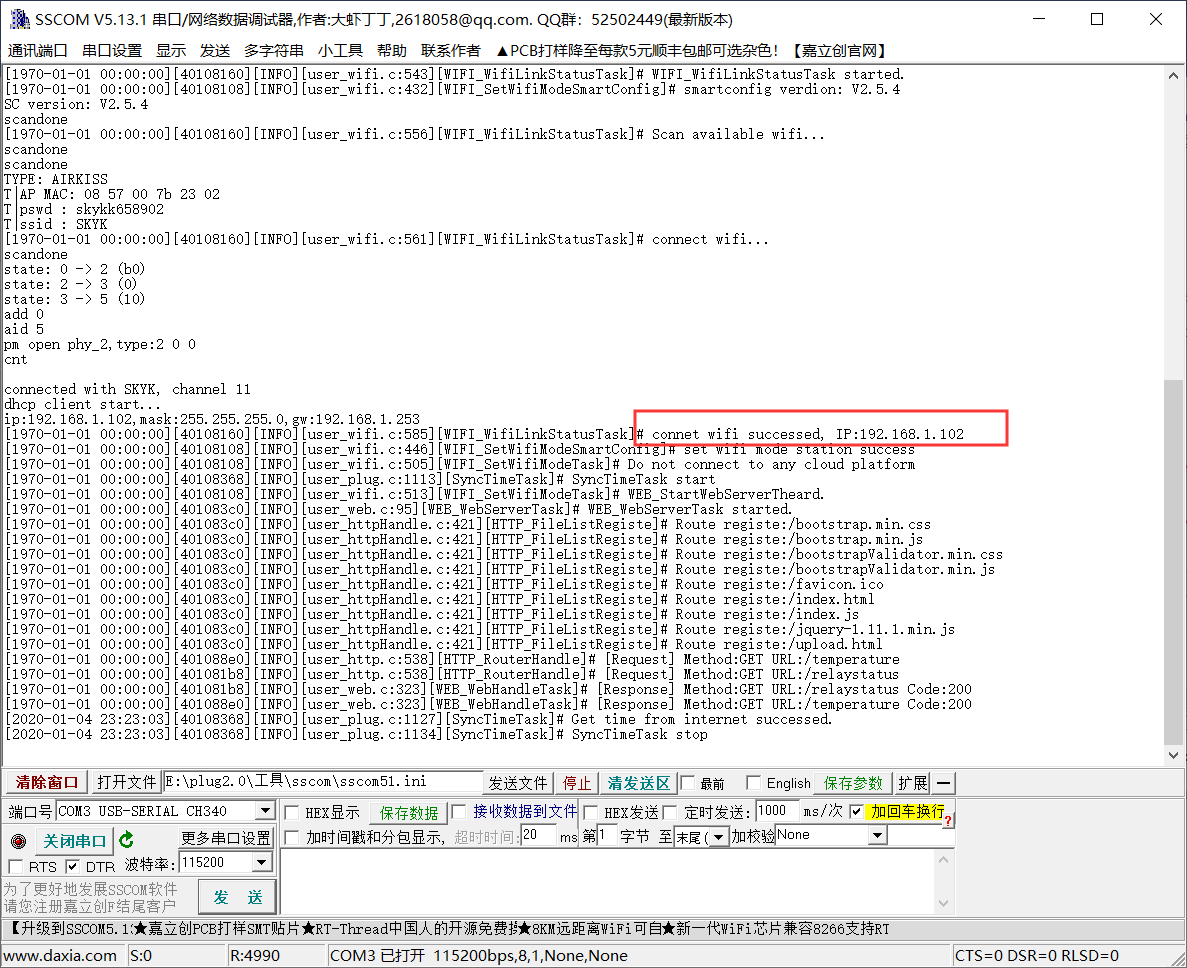 SSCOM V5.13.1 串口/网络数据调试器,作者:大虾丁丁,2618058@qq.com. QQ群: 52502449(最新版本)
通讯端口 串口设置 显示 发送 多字符串 小工具 帮助 联系作者 ▲PCB打样降至每款5元顺丰包邮可选杂色! 【嘉立创官网】
[1970-01-01 00:00:00][40108160][INFO][user_wifi.c:543][WIFI_WifiLinkStatusTask]# WIFI_WifiLinkStatusTask started.
[1970-01-01 00:00:00][40108108][INFO][user_wifi.c:432][WIFI_SetWifiModeSmartConfig]# smartconfig verdion: V2.5.4
SC version: V2.5.4
scandone
[1970-01-01 00:00:00][40108160][INFO][user_wifi.c:556][WIFI_WifiLinkStatusTask]# Scan available wifi...
scandone
scandone
TYPE: AIRKISS
T|AP MAC: 08 57 00 7b 23 02
T|pswd : skykk658902
T|ssid : SKYK
[1970-01-01 00:00:00][40108160][INFO][user_wifi.c:561][WIFI_WifiLinkStatusTask]# connect wifi...
scandone
state: 0 -> 2 (b0)
state: 2 -> 3 (0)
state: 3 -> 5 (10)
add 0
aid 5
pm open phy_2,type:2 0 0
cnt
connected with SKYK, channel 11
dhcp client start...
ip:192.168.1.102,mask:255.255.255.0,gw:192.168.1.253
[1970-01-01 00:00:00][40108160][INFO][user_wifi.c:585][WIFI_WifiLinkStatusTask]# connet wifi successed, IP:192.168.1.102
[1970-01-01 00:00:00][40108108][INFO][user_wifi.c:446][WIFI_SetWifiModeSmartConfig]# set wifi mode station success
[1970-01-01 00:00:00][40108108][INFO][user_wifi.c:505][WIFI_SetWifiModeTask]# Do not connect to any cloud platform
[1970-01-01 00:00:00][40108368][INFO][user_plug.c:1113][SyncTimeTask]# SyncTimeTask start
[1970-01-01 00:00:00][40108108][INFO][user_wifi.c:513][WIFI_SetWifiModeTask]# WEB_StartWebServerTheard.
[1970-01-01 00:00:00][401083c0][INFO][user_web.c:95][WEB_WebServerTask]# WEB_WebServerTask started.
[1970-01-01 00:00:00][401083c0][INFO][user_httpHandle.c:421][HTTP_FileListRegiste]# Route registe:/bootstrap.min.css
[1970-01-01 00:00:00][401083c0][INFO][user_httpHandle.c:421][HTTP_FileListRegiste]# Route registe:/bootstrap.min.js
[1970-01-01 00:00:00][401083c0][INFO][user_httpHandle.c:421][HTTP_FileListRegiste]# Route registe:/bootstrapValidator.min.css
[1970-01-01 00:00:00][401083c0][INFO][user_httpHandle.c:421][HTTP_FileListRegiste]# Route registe:/bootstrapValidator.min.js
[1970-01-01 00:00:00][401083c0][INFO][user_httpHandle.c:421][HTTP_FileListRegiste]# Route registe:/favicon.ico
[1970-01-01 00:00:00][401083c0][INFO][user_httpHandle.c:421][HTTP_FileListRegiste]# Route registe:/index.html
[1970-01-01 00:00:00][401083c0][INFO][user_httpHandle.c:421][HTTP_FileListRegiste]# Route registe:/index.js
[1970-01-01 00:00:00][401083c0][INFO][user_httpHandle.c:421][HTTP_FileListRegiste]# Route registe:/jquery-1.11.1.min.js
[1970-01-01 00:00:00][401083c0][INFO][user_httpHandle.c:421][HTTP_FileListRegiste]# Route registe:/upload.html
[1970-01-01 00:00:00][401088e0][INFO][user_http.c:538][HTTP_RouterHandle]# [Request] Method:GET URL:/temperature
[1970-01-01 00:00:00][401081b8][INFO][user_http.c:538][HTTP_RouterHandle]# [Request] Method:GET URL:/relaystatus
[1970-01-01 00:00:00][401081b8][INFO][user_web.c:323][WEB_WebHandleTask]# [Response] Method:GET URL:/relaystatus Code:200
[1970-01-01 00:00:00][401088e0][INFO][user_web.c:323][WEB_WebHandleTask]# [Response] Method:GET URL:/temperature Code:200
[2020-01-04 23:23:03][40108368][INFO][user_plug.c:1127][SyncTimeTask]# Get time from internet successed.
[2020-01-04 23:23:03][40108368][INFO][user_plug.c:1134][SyncTimeTask]# SyncTimeTask stop
清除窗口 打开文件 E:\plug2.0\工具\sscom\sscom51.ini 发送文件 停止 清发送区 最前 English 保存参数 扩展 —
端口号 COM3 USB-SERIAL CH340 HEX显示 保存数据 接收数据到文件 HEX发送 定时发送: 1000 ms/次 加回车换行 ?
关闭串口 更多串口设置 加时间戳和分包显示, 超时时间: 20 ms 第1 字节 至 末尾 加校验 None
RTS DTR 波特率: 115200
为了更好地发展SSCOM软件
请您注册嘉立创F结尾客户
发 送
【升级到SSCOM5.13★嘉立创PCB打样SMT贴片★RT-Thread中国人的开源免费操★8KM远距离WiFi可自★新一代WiFi芯片兼容8266支持RT
www.daxia.com S:0 R:4990 COM3 已打开 115200bps,8,1,None,None CTS=0 DSR=0 RLSD=0